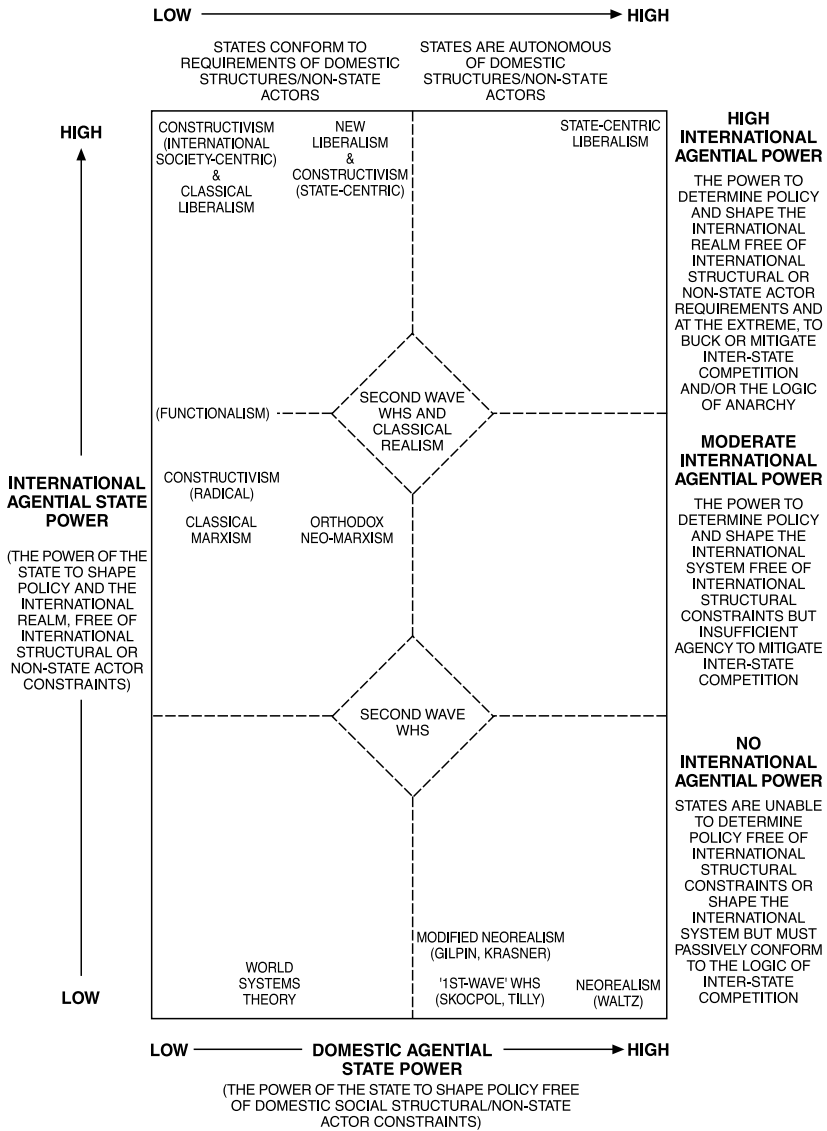 LOW
HIGH
STATES CONFORM TO
REQUIREMENTS OF DOMESTIC
STRUCTURES/NON-STATE
ACTORS
STATES ARE AUTONOMOUS
OF DOMESTIC
STRUCTURES/NON-STATE
ACTORS
HIGH
CONSTRUCTIVISM
(INTERNATIONAL
SOCIETY-CENTRIC)
&
CLASSICAL
LIBERALISM
NEW
LIBERALISM
&
CONSTRUCTIVISM
(STATE-CENTRIC)
STATE-CENTRIC
LIBERALISM
HIGH
INTERNATIONAL
AGENTIAL POWER
THE POWER TO
DETERMINE POLICY
AND SHAPE THE
INTERNATIONAL
REALM FREE OF
INTERNATIONAL
STRUCTURAL OR
NON-STATE ACTOR
REQUIREMENTS AND
AT THE EXTREME, TO
BUCK OR MITIGATE
INTER-STATE
COMPETITION
AND/OR THE LOGIC
OF ANARCHY
(FUNCTIONALISM)
SECOND WAVE
WHS AND
CLASSICAL
REALISM
INTERNATIONAL
AGENTIAL STATE
POWER
(THE POWER OF THE
STATE TO SHAPE
POLICY AND THE
INTERNATIONAL
REALM, FREE OF
INTERNATIONAL
STRUCTURAL OR
NON-STATE ACTOR
CONSTRAINTS)
CONSTRUCTIVISM
(RADICAL)
CLASSICAL
MARXISM
ORTHODOX
NEO-MARXISM
MODERATE
INTERNATIONAL
AGENTIAL POWER
THE POWER TO
DETERMINE POLICY
AND SHAPE THE
INTERNATIONAL
SYSTEM FREE OF
INTERNATIONAL
STRUCTURAL
CONSTRAINTS BUT
INSUFFICIENT
AGENCY TO MITIGATE
INTER-STATE
COMPETITION
SECOND WAVE
WHS
NO
INTERNATIONAL
AGENTIAL POWER
STATES ARE UNABLE
TO DETERMINE
POLICY FREE OF
INTERNATIONAL
STRUCTURAL
CONSTRAINTS OR
SHAPE THE
INTERNATIONAL
SYSTEM BUT MUST
PASSIVELY CONFORM
TO THE LOGIC OF
INTER-STATE
COMPETITION
LOW
WORLD
SYSTEMS
THEORY
MODIFIED NEOREALISM
(GILPIN, KRASNER)
'1ST-WAVE' WHS
(SKOCPOL, TILLY)
NEOREALISM
(WALTZ)
LOW
DOMESTIC AGENTIAL
STATE POWER
HIGH
(THE POWER OF THE STATE TO SHAPE POLICY FREE
OF DOMESTIC SOCIAL STRUCTURAL/NON-STATE
ACTOR CONSTRAINTS)